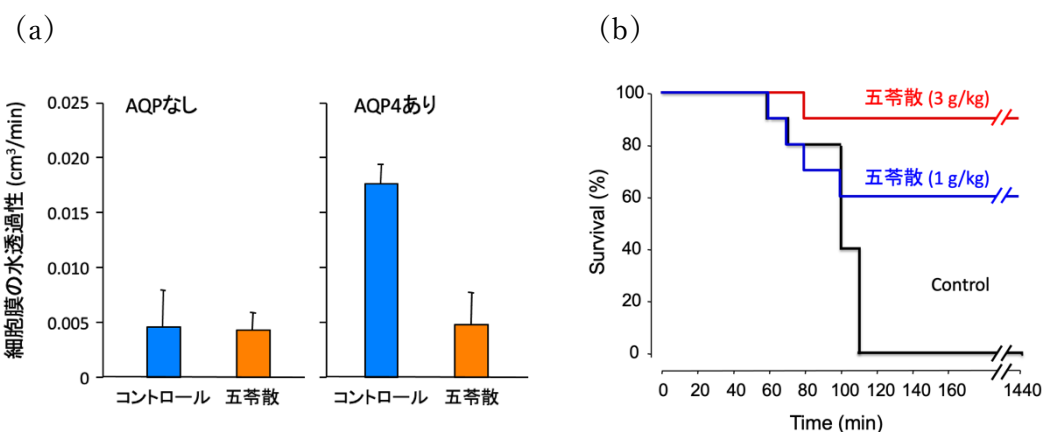 (a)
細胞膜の水透過性 (cm³/min)
0.025
0.020
0.015
0.010
0.005
0
AQPなし
AQP4あり
コントロール 五苓散
コントロール 五苓散
(b)
Survival (%)
100
80
60
40
20
0
五苓散 (3 g/kg)
五苓散 (1 g/kg)
Control
0 20 40 60 80 100 120 140 160 1440
Time (min)